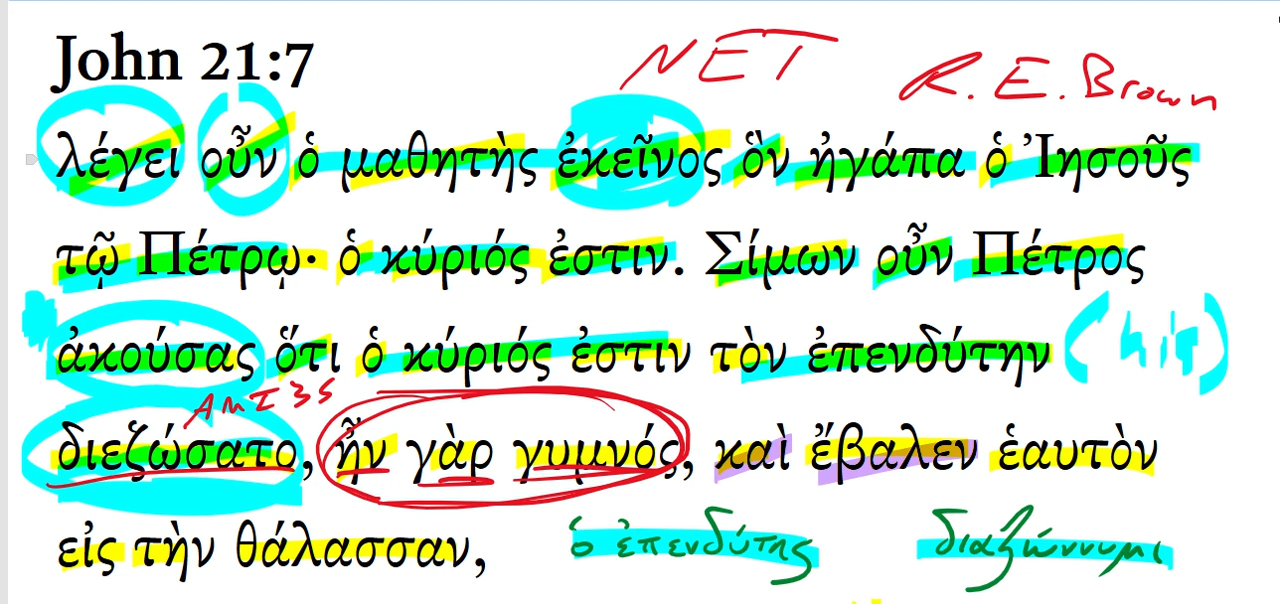 John 21:7 NET R. E. Brown
λέγει οὖν ὁ μαθητὴς ἐκεῖνος ὃν ἠγάπα ὁ Ἰησοῦς
τῷ Πέτρῳ· ὁ κύριός ἐστιν. Σίμων οὖν Πέτρος
ἀκούσας ὅτι ὁ κύριός ἐστιν τὸν ἐπενδύτην (his)
AMI3S
διεζώσατο, ἦν γὰρ γυμνός, καὶ ἔβαλεν ἑαυτὸν
εἰς τὴν θάλασσαν, ὁ ἐπενδύτης διαζώννυμι